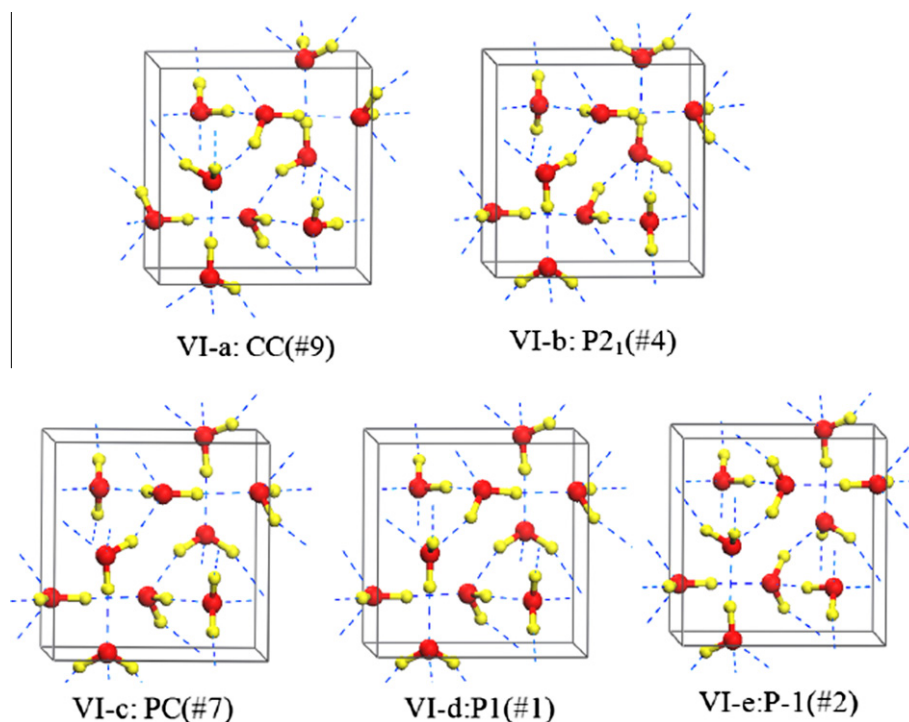 VI-a: CC(#9)
VI-b: P2₁(#4)
VI-c: PC(#7)
VI-d:P1(#1)
VI-e:P-1(#2)